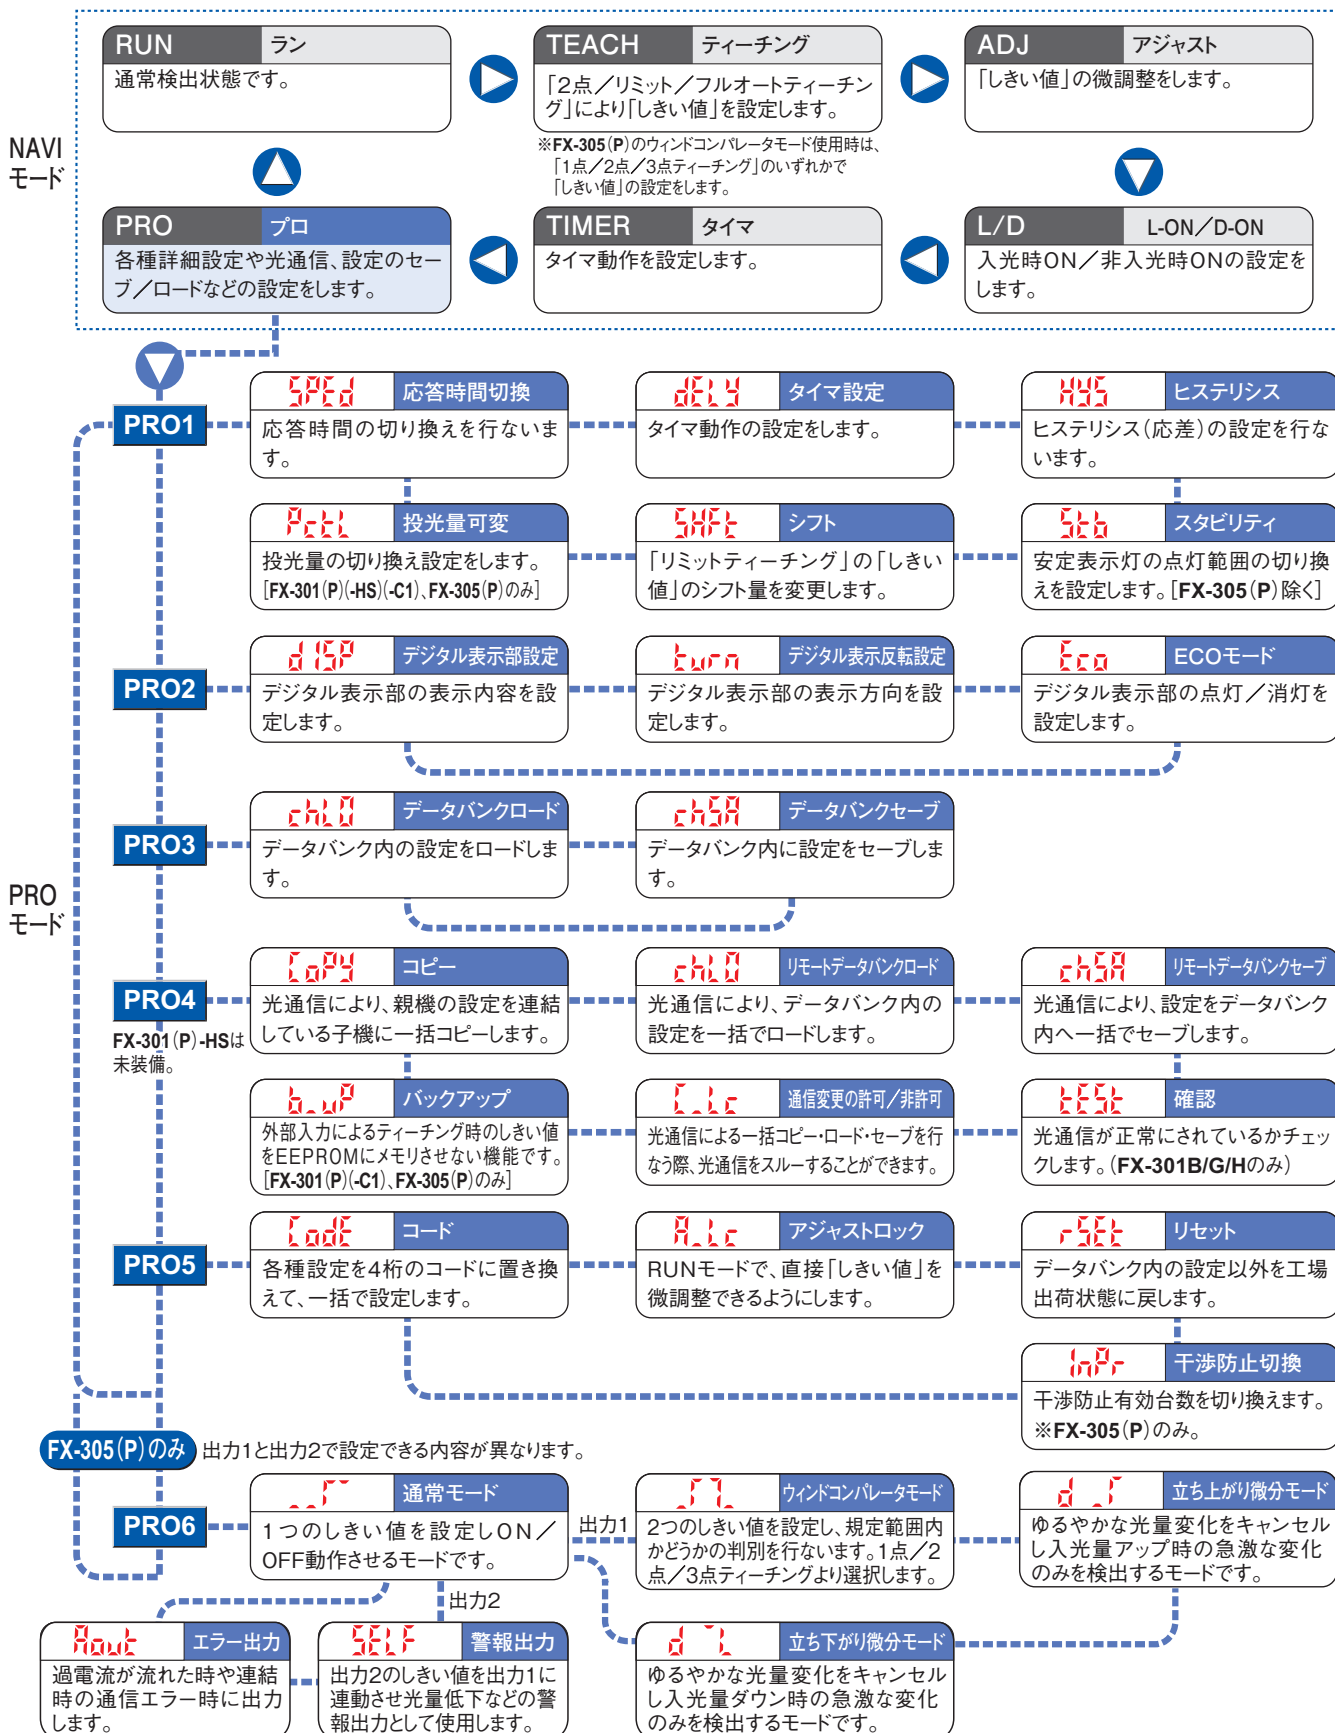 NAVI
モード
RUN ラン
通常検出状態です。
TEACH ティーチング
「2点／リミット／フルオートティーチン
グ」により「しきい値」を設定します。
※FX-305(P)のウィンドコンパレータモード使用時は、
「1点／2点／3点ティーチング」のいずれかで
「しきい値」の設定をします。
ADJ アジャスト
「しきい値」の微調整をします。
PRO プロ
各種詳細設定や光通信、設定のセー
ブ／ロードなどの設定をします。
TIMER タイマ
タイマ動作を設定します。
L/D L-ON／D-ON
入光時ON／非入光時ONの設定を
します。
PRO
モード
PRO1
SPEd 応答時間切換
応答時間の切り換えを行ないま
す。
dELY タイマ設定
タイマ動作の設定をします。
HYS ヒステリシス
ヒステリシス(応差)の設定を行な
います。
PctL 投光量可変
投光量の切り換え設定をします。
[FX-301(P)(-HS)(-C1)、FX-305(P)のみ]
SHFt シフト
「リミットティーチング」の「しきい
値」のシフト量を変更します。
Stb スタビリティ
安定表示灯の点灯範囲の切り換
えを設定します。[FX-305(P)除く]
PRO2
dISP デジタル表示部設定
デジタル表示部の表示内容を設
定します。
turn デジタル表示反転設定
デジタル表示部の表示方向を設
定します。
Eco ECOモード
デジタル表示部の点灯／消灯を
設定します。
PRO3
chLO データバンクロード
データバンク内の設定をロードしま
す。
chSA データバンクセーブ
データバンク内に設定をセーブしま
す。
PRO4
FX-301(P)-HSは
未装備。
CoPY コピー
光通信により、親機の設定を連結
している子機に一括コピーします。
chLO リモートデータバンクロード
光通信により、データバンク内の
設定を一括でロードします。
chSA リモートデータバンクセーブ
光通信により、設定をデータバンク
内へ一括でセーブします。
b_uP バックアップ
外部入力によるティーチング時のしきい値
をEEPROMにメモリさせない機能です。
[FX-301(P)(-C1)、FX-305(P)のみ]
C_Lc 通信変更の許可／非許可
光通信による一括コピー・ロード・セーブを行
なう際、光通信をスルーすることができます。
tESt 確認
光通信が正常にされているかチェッ
クします。(FX-301B/G/Hのみ)
PRO5
CodE コード
各種設定を4桁のコードに置き換
えて、一括で設定します。
A_Lc アジャストロック
RUNモードで、直接「しきい値」を
微調整できるようにします。
rSEt リセット
データバンク内の設定以外を工場
出荷状態に戻します。
InPr 干渉防止切換
干渉防止有効台数を切り換えます。
※FX-305(P)のみ。
FX-305(P)のみ 出力1と出力2で設定できる内容が異なります。
PRO6
通常モード
1つのしきい値を設定しON／
OFF動作させるモードです。
出力1
ウィンドコンパレータモード
2つのしきい値を設定し、規定範囲内
かどうかの判別を行ないます。1点／2
点／3点ティーチングより選択します。
d 立ち上がり微分モード
ゆるやかな光量変化をキャンセル
し入光量アップ時の急激な変化
のみを検出するモードです。
出力2
Aout エラー出力
過電流が流れた時や連結
時の通信エラー時に出力
します。
SELF 警報出力
出力2のしきい値を出力1に
連動させ光量低下などの警
報出力として使用します。
d 立ち下がり微分モード
ゆるやかな光量変化をキャンセル
し入光量ダウン時の急激な変化
のみを検出するモードです。